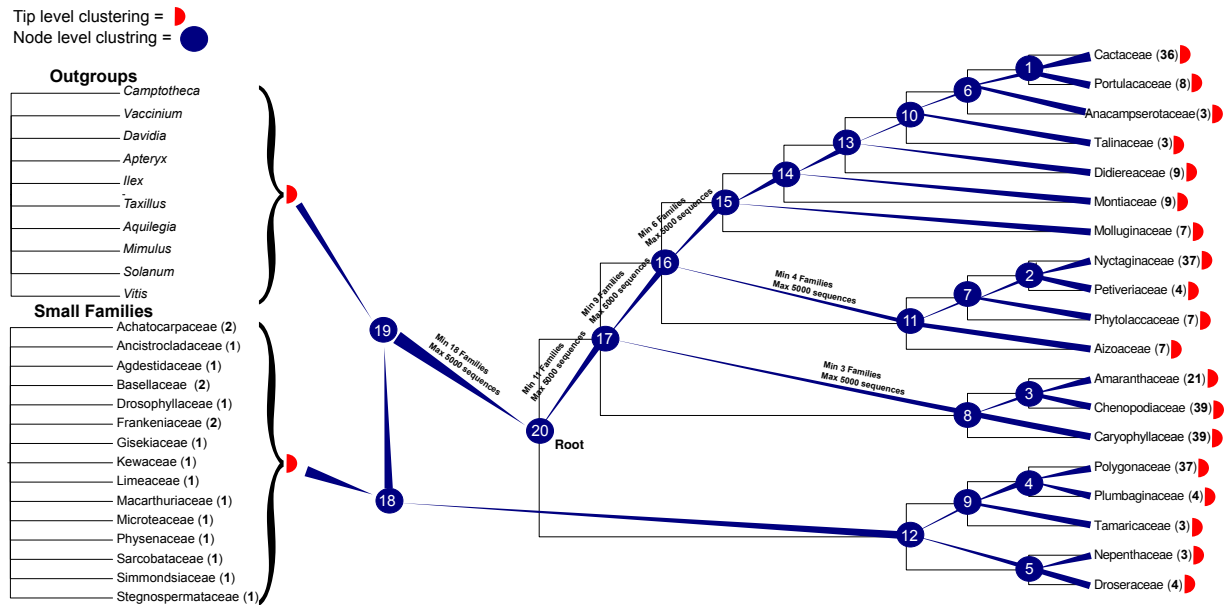 Tip level clustering =
Node level clustring =
Outgroups
Camptotheca
Vaccinium
Davidia
Apteryx
Ilex
Taxillus
Aquilegia
Mimulus
Solanum
Vitis
Small Families
Achatocarpaceae (2)
Ancistrocladaceae (1)
Agdestidaceae (1)
Basellaceae (2)
Drosophyllaceae (1)
Frankeniaceae (2)
Gisekiaceae (1)
Kewaceae (1)
Limeaceae (1)
Macarthuriaceae (1)
Microteaceae (1)
Physenaceae (1)
Sarcobataceae (1)
Simmondsiaceae (1)
Stegnospermataceae (1)
19
18
Min 18 Families
Max 5000 sequences
20
Root
Min 11 Families
Max 5000 sequences
17
Min 9 Families
Max 5000 sequences
16
Min 6 Families
Max 5000 sequences
15
14
13
10
6
1
Min 4 Families
Max 5000 sequences
11
7
2
Min 3 Families
Max 5000 sequences
8
3
12
9
4
5
Cactaceae (36)
Portulacaceae (8)
Anacampserotaceae(3)
Talinaceae (3)
Didiereaceae (9)
Montiaceae (9)
Molluginaceae (7)
Nyctaginaceae (37)
Petiveriaceae (4)
Phytolaccaceae (7)
Aizoaceae (7)
Amaranthaceae (21)
Chenopodiaceae (39)
Caryophyllaceae (39)
Polygonaceae (37)
Plumbaginaceae (4)
Tamaricaceae (3)
Nepenthaceae (3)
Droseraceae (4)